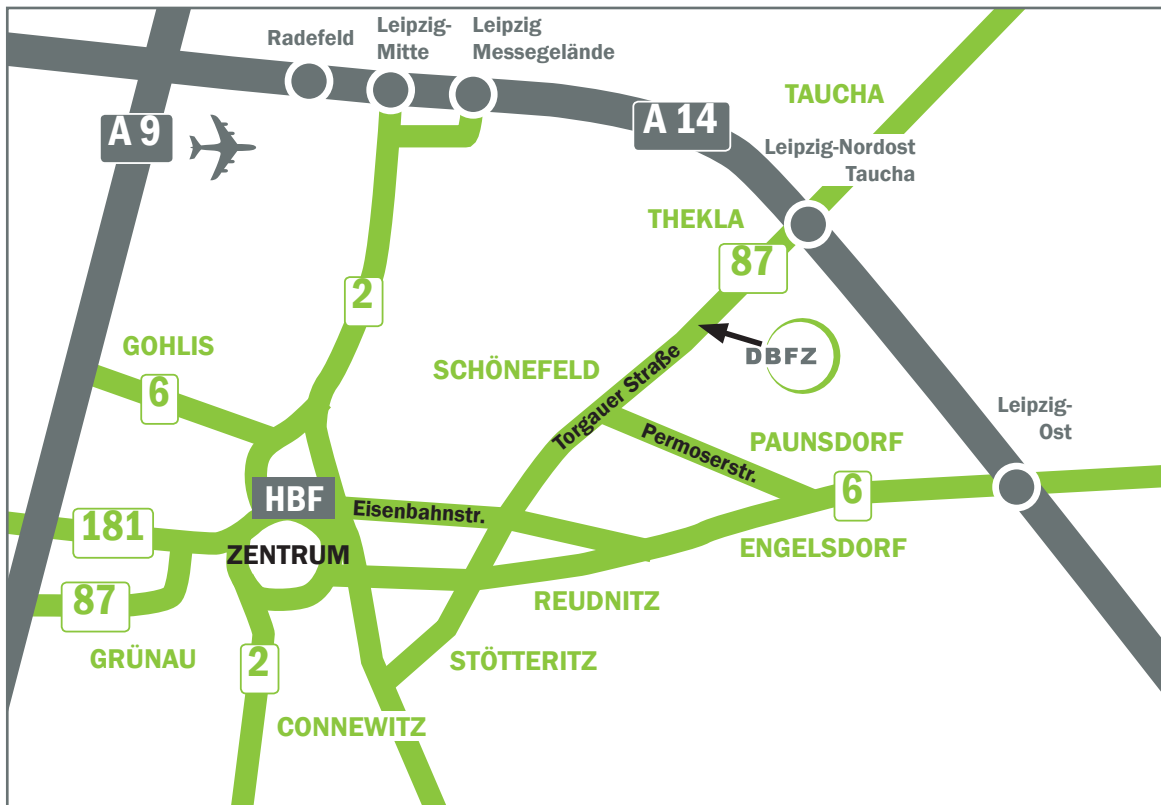 Radefeld
Leipzig-
Mitte
Leipzig
Messegelände
A 9
A 14
TAUCHA
Leipzig-Nordost
Taucha
THEKLA
87
2
GOHLIS
6
SCHÖNEFELD
DBFZ
Torgauer Straße
Permoserstr.
Leipzig-
Ost
PAUNSDORF
6
HBF
Eisenbahnstr.
181
ZENTRUM
ENGELSDORF
87
REUDNITZ
GRÜNAU
2
STÖTTERITZ
CONNEWITZ